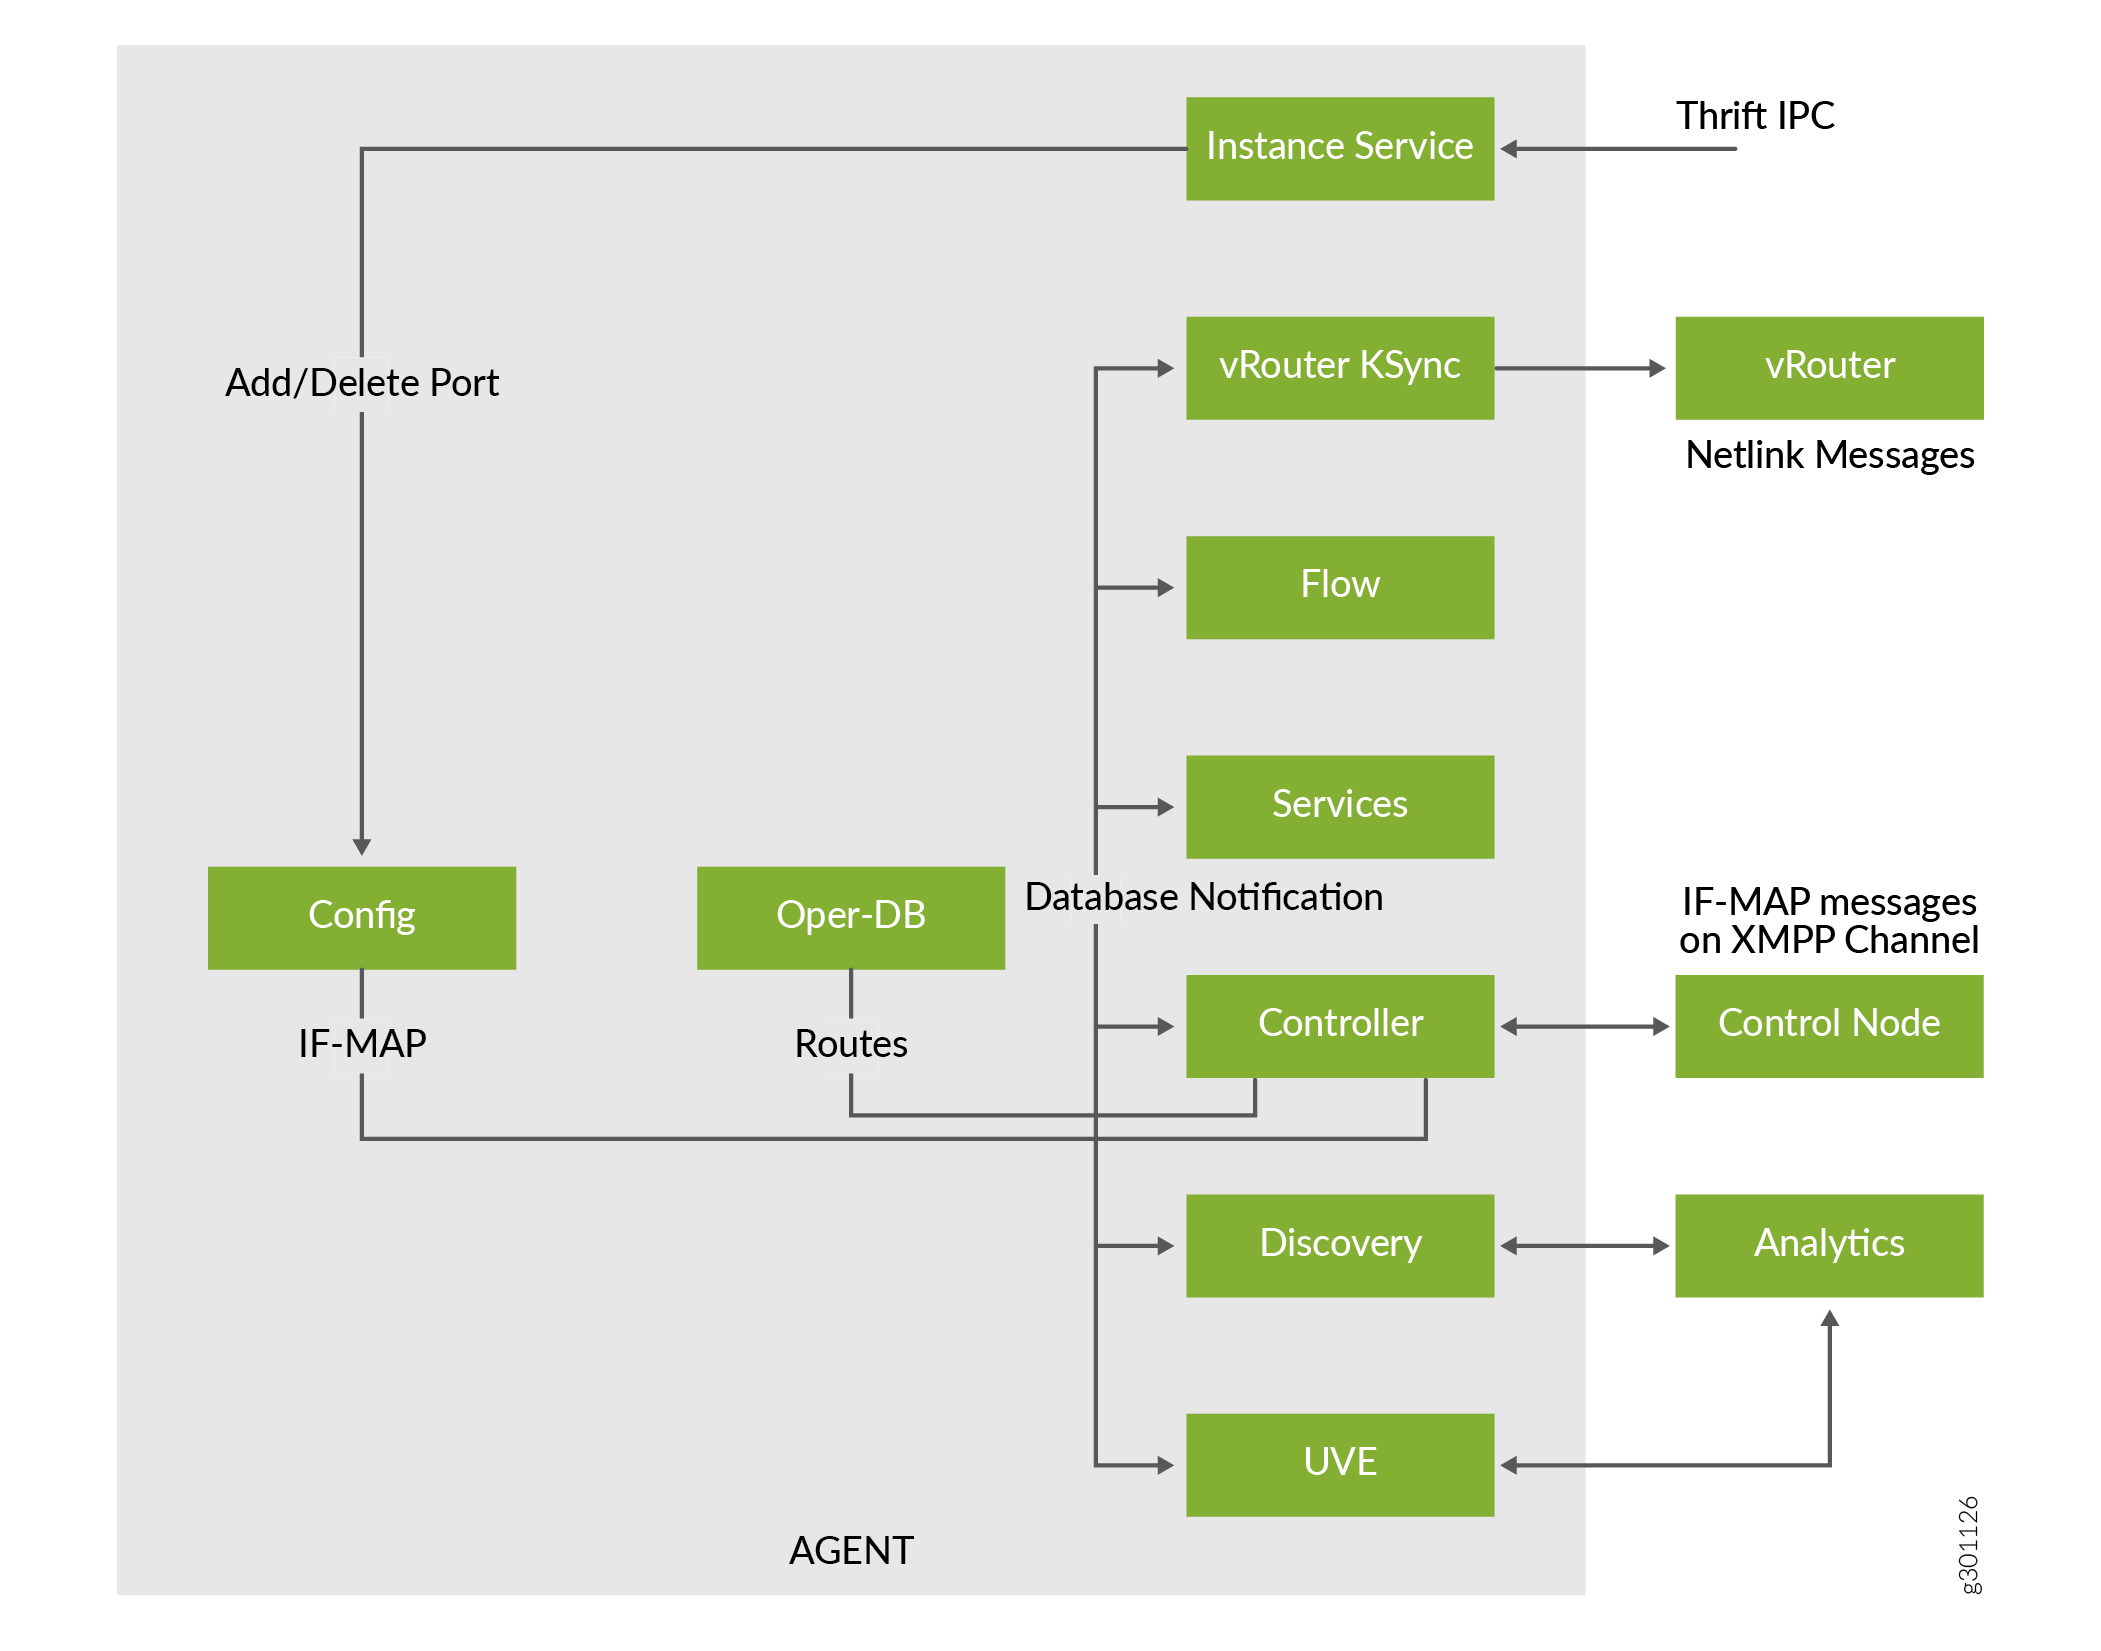 Instance Service
Thrift IPC
Add/Delete Port
vRouter KSync
vRouter
Netlink Messages
Flow
Services
Config
Oper-DB
Database Notification
IF-MAP messages
on XMPP Channel
IF-MAP
Routes
Controller
Control Node
Discovery
Analytics
UVE
AGENT
g301126